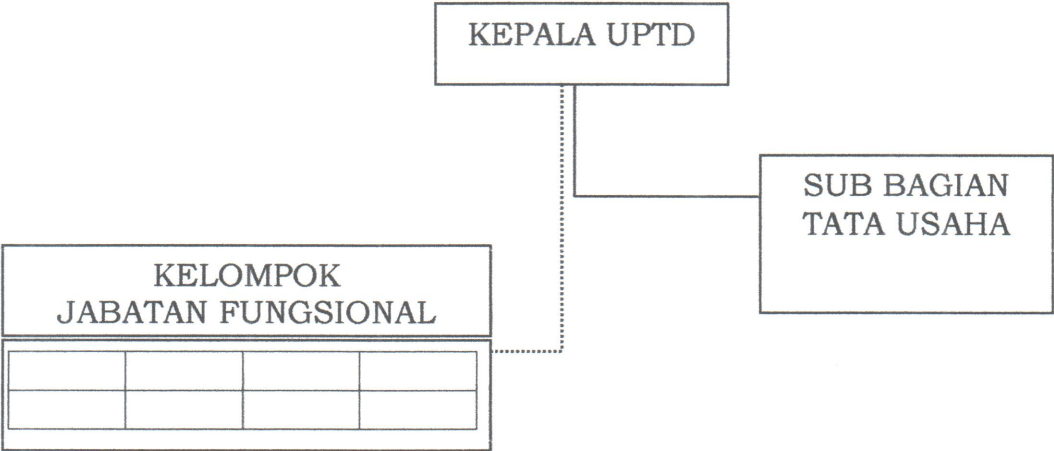 KEPALA UPTD
SUB BAGIAN
TATA USAHA
KELOMPOK
JABATAN FUNGSIONAL